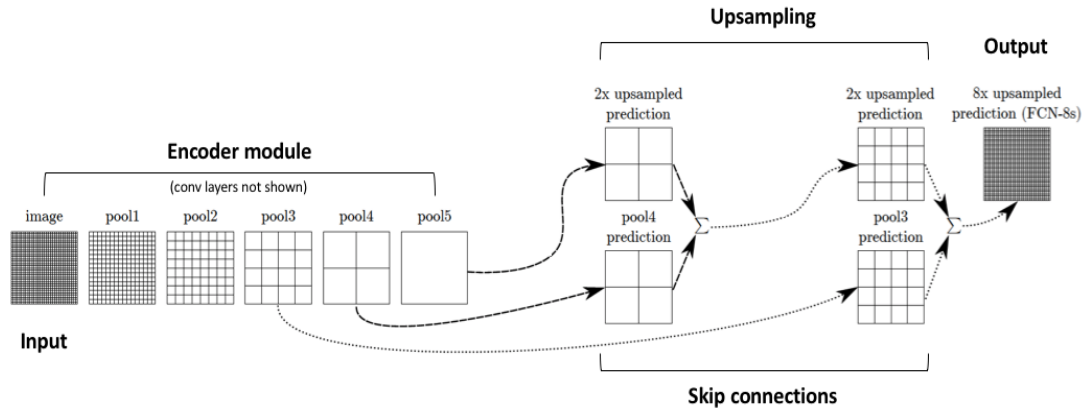 Upsampling
Output
2x upsampled
prediction
2x upsampled
prediction
8x upsampled
prediction (FCN-8s)
Encoder module
(conv layers not shown)
image pool1 pool2 pool3 pool4 pool5
pool4
prediction
∑
pool3
prediction
∑
Input
Skip connections